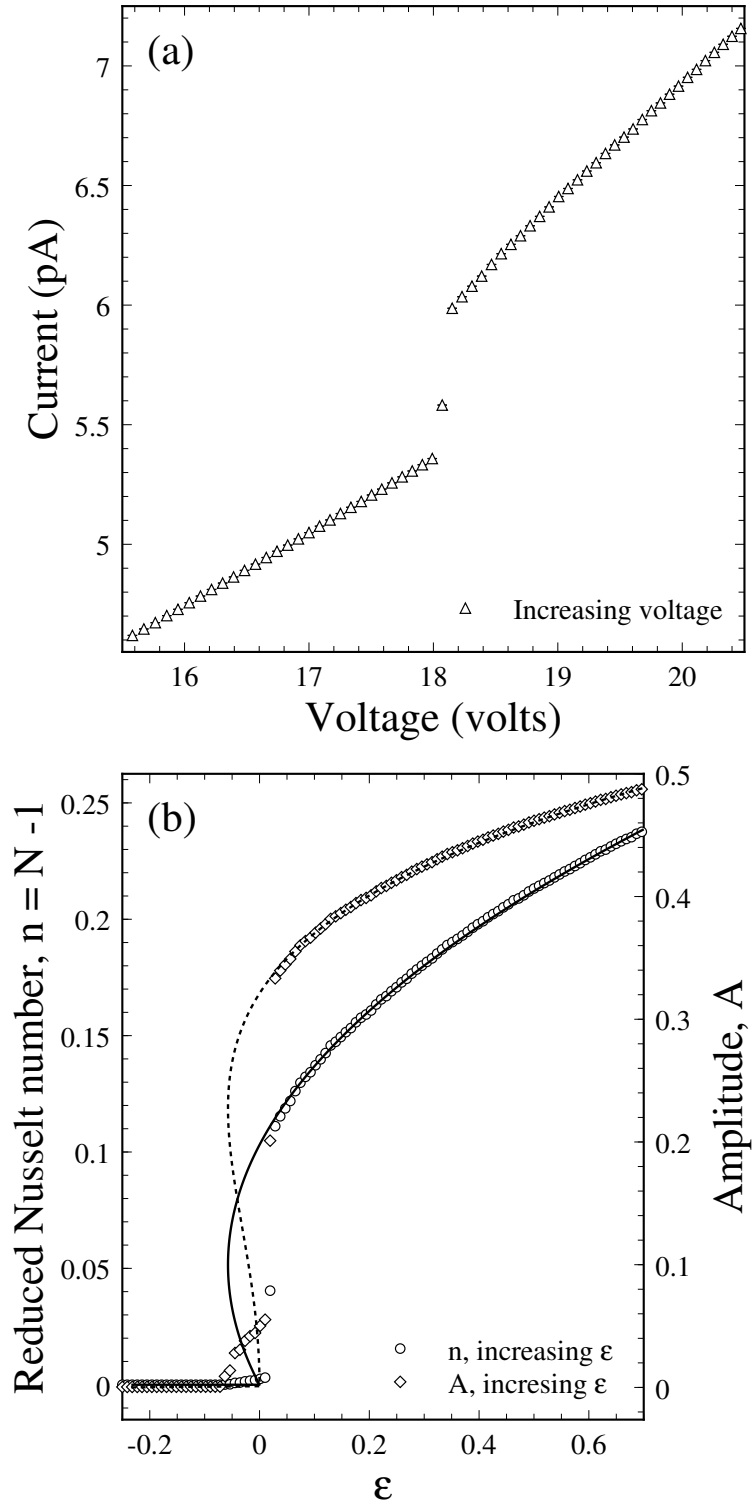 (a)
7
6.5
6
5.5
5
Current (pA)
Increasing voltage
16
17
18
19
20
Voltage (volts)
(b)
0.25
0.2
0.15
0.1
0.05
0
Reduced Nusselt number, n = N -1
0.5
0.4
0.3
0.2
0.1
0
Amplitude, A
n, increasing ε
A, incresing ε
-0.2
0
0.2
0.4
0.6
ε